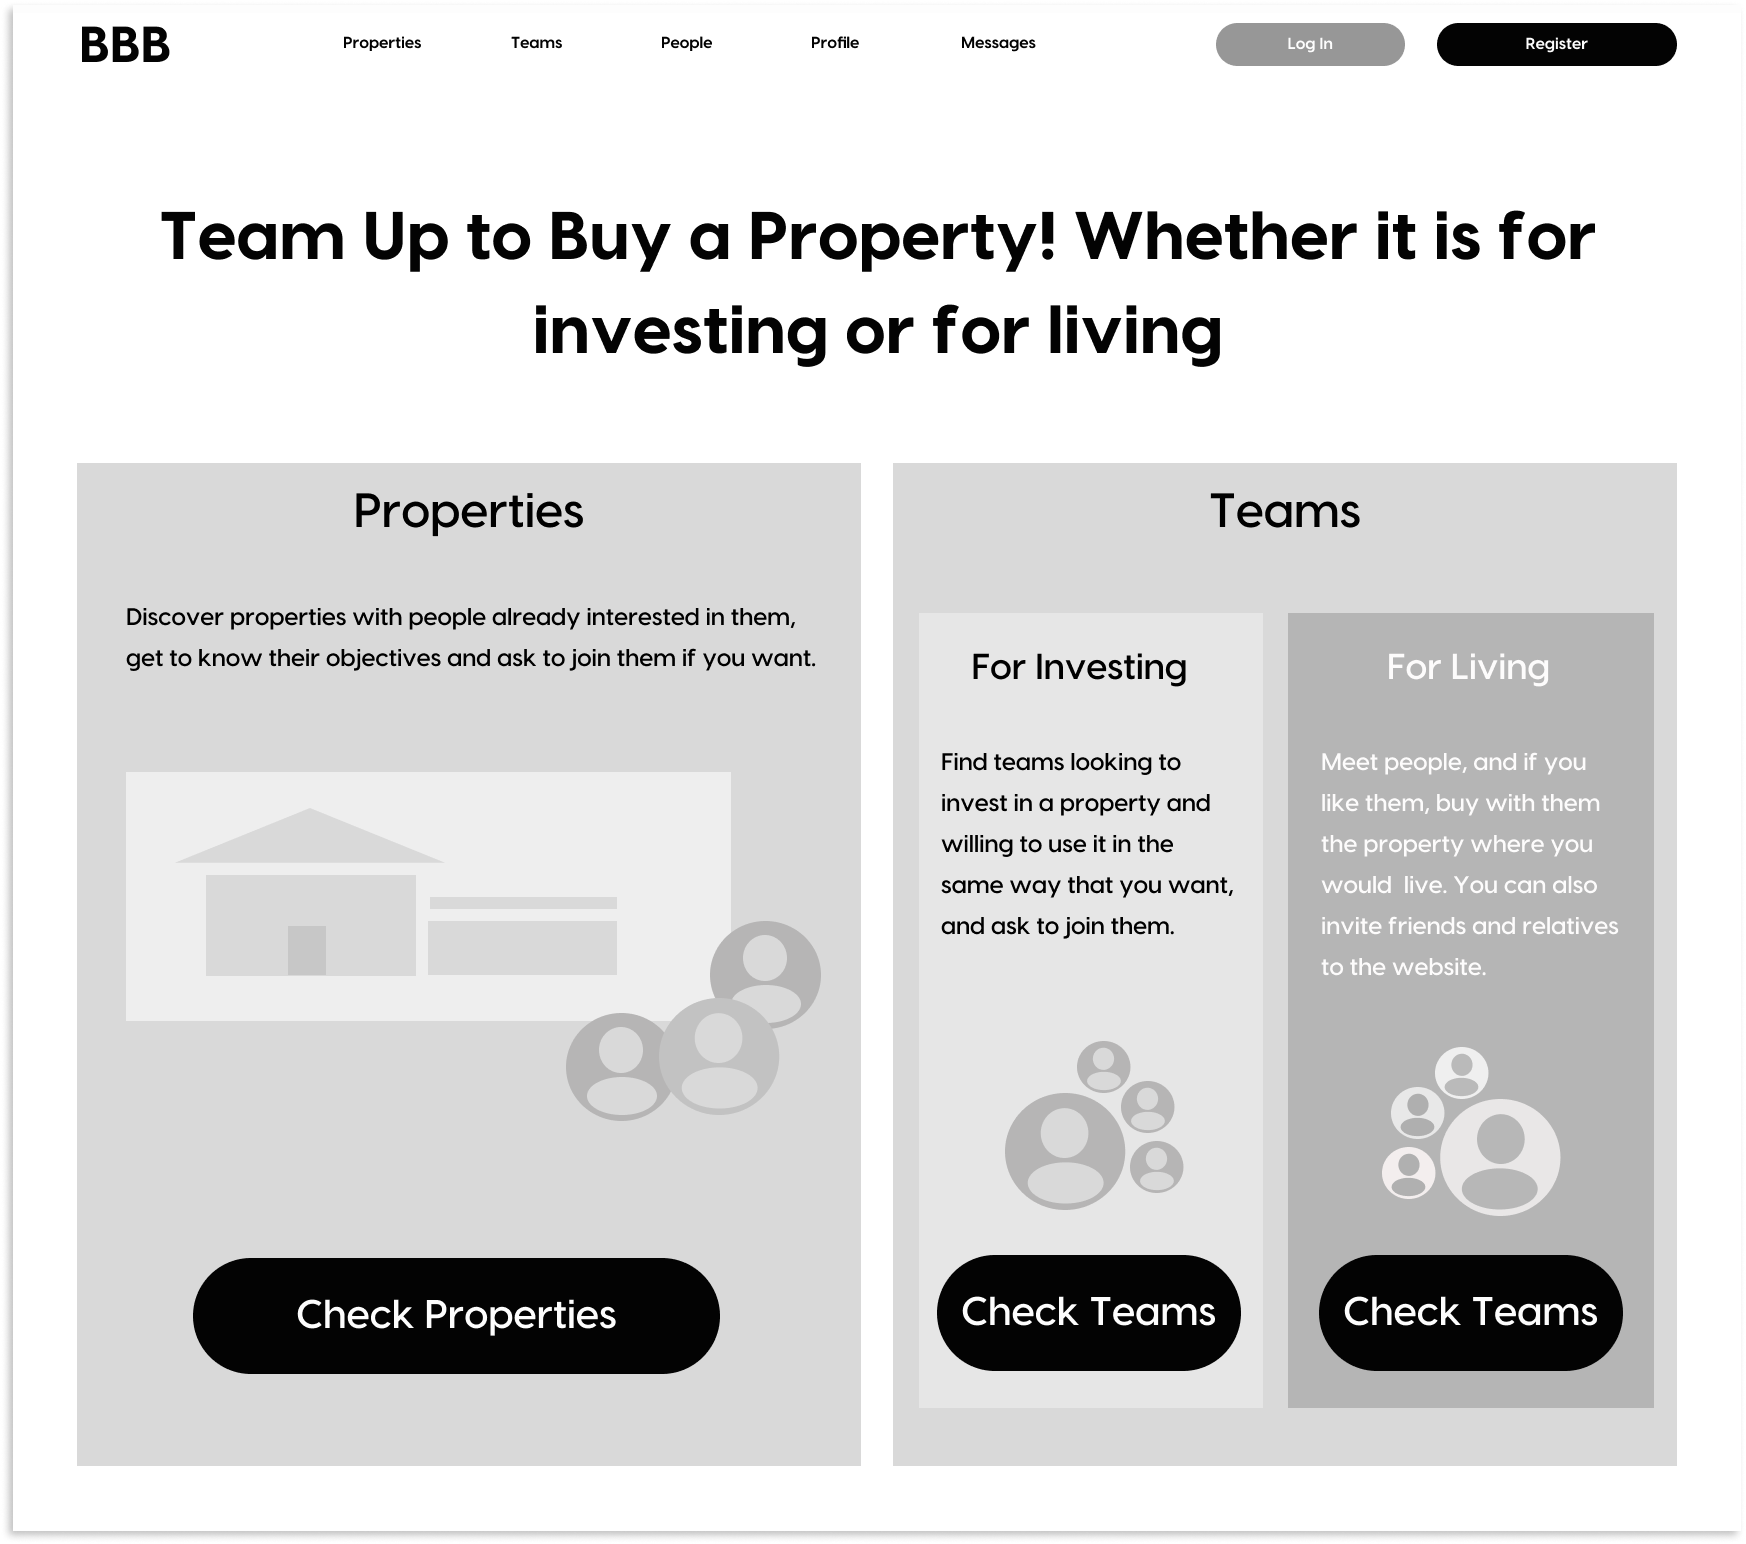 BBB
Properties
Teams
People
Profile
Messages
Log In
Register
Team Up to Buy a Property! Whether it is for
investing or for living
Properties
Discover properties with people already interested in them,
get to know their objectives and ask to join them if you want.
Check Properties
Teams
For Investing
Find teams looking to
invest in a property and
willing to use it in the
same way that you want,
and ask to join them.
Check Teams
For Living
Meet people, and if you
like them, buy with them
the property where you
would  live. You can also
invite friends and relatives
to the website.
Check Teams